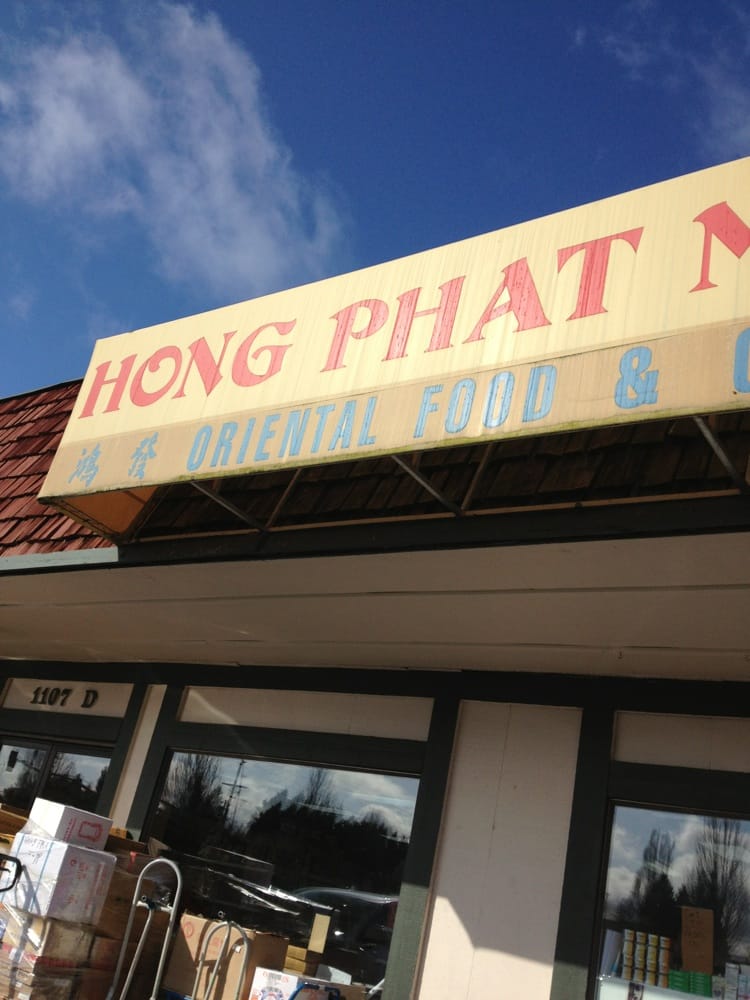 HONG PHAT
鴻發 ORIENTAL FOOD &
1107 D